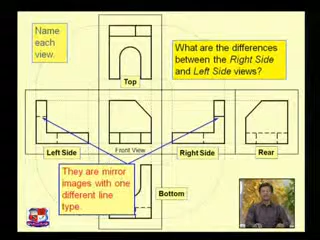 Name
each
view.
What are the differences
between the Right Side
and Left Side views?
Top
Left Side
Front View
Right Side
Rear
They are mirror
images with one
different line
type.
Bottom